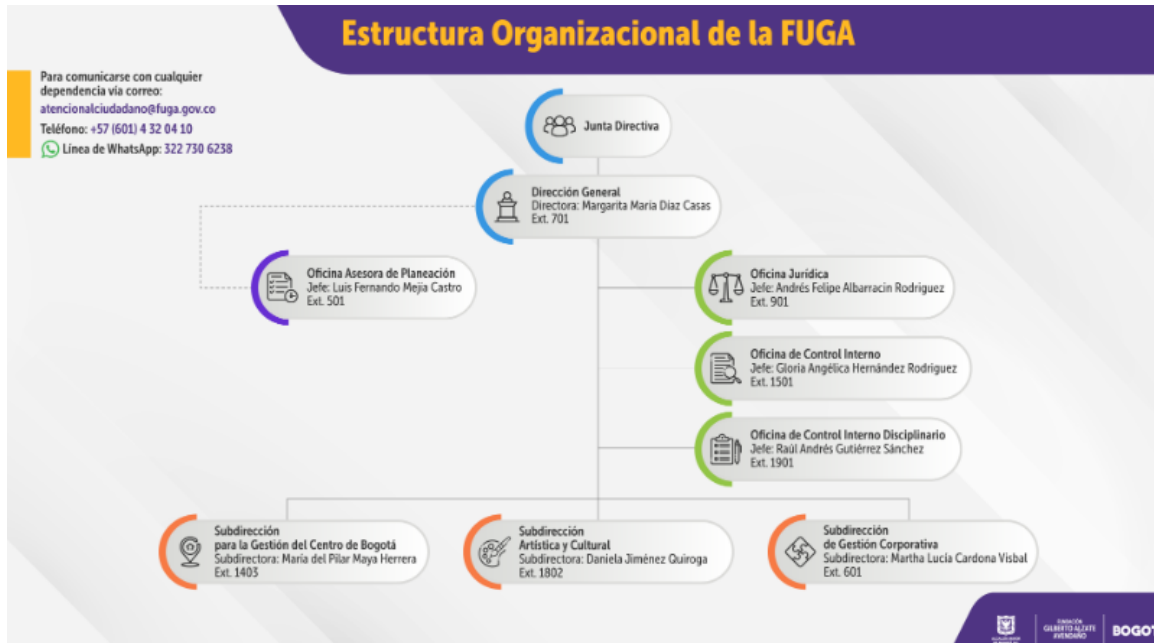 Estructura Organizacional de la FUGA
Para comunicarse con cualquier
dependencia vía correo:
atencionalciudadano@fuga.gov.co
Teléfono: +57 (601) 4 32 04 10
Línea de WhatsApp: 322 730 6238
Junta Directiva
Dirección General
Directora: Margarita María Díaz Casas
Ext. 701
Oficina Asesora de Planeación
Jefe: Luis Fernando Mejía Castro
Ext. 501
Oficina Jurídica
Jefe: Andrés Felipe Albarracin Rodriguez
Ext. 901
Oficina de Control Interno
Jefe: Gloria Angélica Hernández Rodríguez
Ext. 1501
Oficina de Control Interno Disciplinario
Jefe: Raúl Andrés Gutiérrez Sánchez
Ext. 1901
Subdirección
para la Gestión del Centro de Bogotá
Subdirectora: María del Pilar Maya Herrera
Ext. 1403
Subdirección
Artística y Cultural
Subdirectora: Daniela Jiménez Quiroga
Ext. 1802
Subdirección
de Gestión Corporativa
Subdirectora: Martha Lucía Cardona Visbal
Ext. 601
FUNDACIÓN
GILBERTO ALZATE
AVENDAÑO
BOGOT